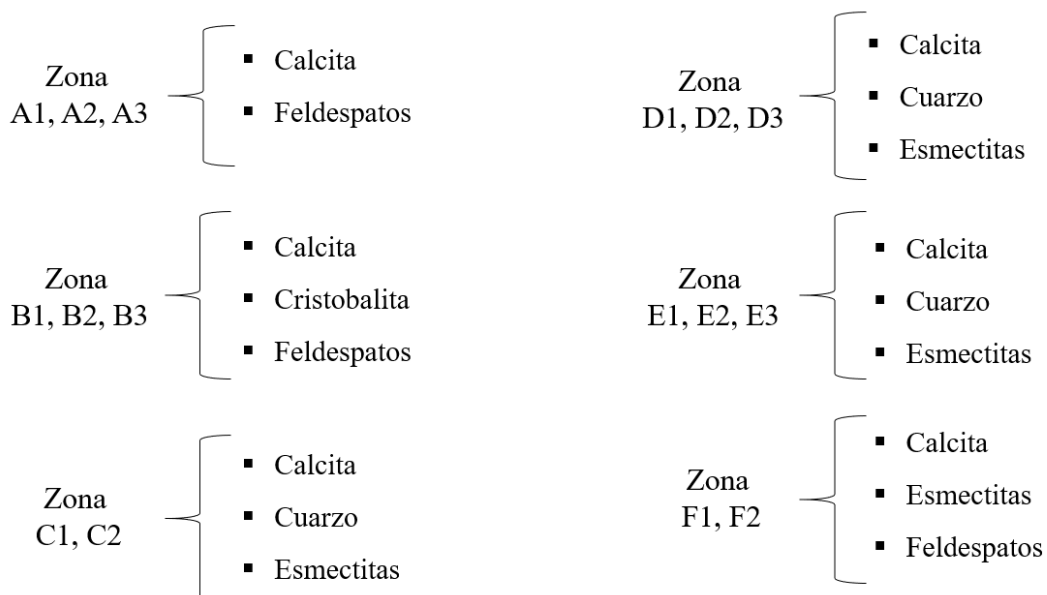 Zona
A1, A2, A3
▪ Calcita
▪ Feldespatos
Zona
B1, B2, B3
▪ Calcita
▪ Cristobalita
▪ Feldespatos
Zona
C1, C2
▪ Calcita
▪ Cuarzo
▪ Esmectitas
Zona
D1, D2, D3
▪ Calcita
▪ Cuarzo
▪ Esmectitas
Zona
E1, E2, E3
▪ Calcita
▪ Cuarzo
▪ Esmectitas
Zona
F1, F2
▪ Calcita
▪ Esmectitas
▪ Feldespatos